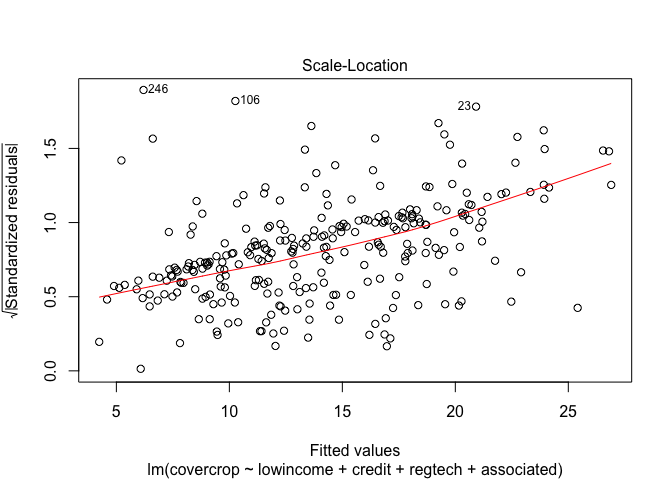 Scale-Location
√|Standardized residuals|
1.5
1.0
0.5
0.0
246
106
23
5 10 15 20 25
Fitted values
lm(covercrop ~ lowincome + credit + regtech + associated)